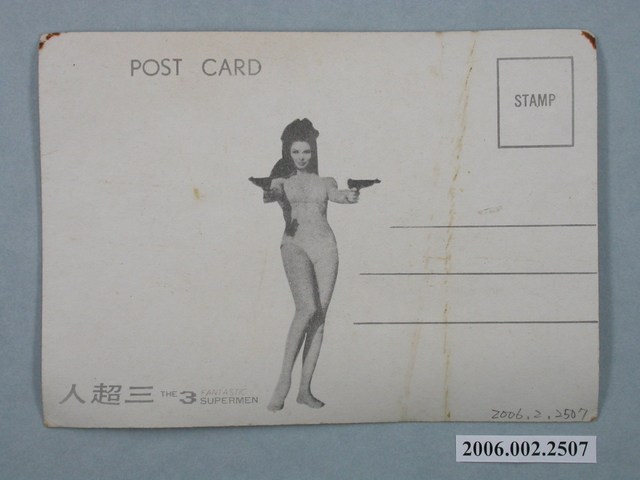 POST CARD
STAMP
人超三 THE 3 FANTASTIC SUPERMEN
2006.2.2507
2006.002.2507